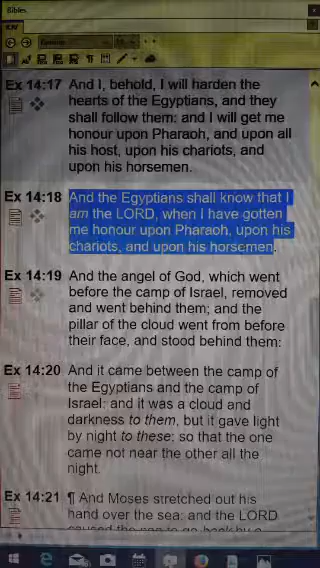 Bibles
KJV
Ex 14:17 And I, behold, I will harden the
hearts of the Egyptians, and they
shall follow them: and I will get me
honour upon Pharaoh, and upon all
his host, upon his chariots, and
upon his horsemen.
Ex 14:18 And the Egyptians shall know that I
am the LORD, when I have gotten
me honour upon Pharaoh, upon his
chariots, and upon his horsemen.
Ex 14:19 And the angel of God, which went
before the camp of Israel, removed
and went behind them; and the
pillar of the cloud went from before
their face, and stood behind them:
Ex 14:20 And it came between the camp of
the Egyptians and the camp of
Israel; and it was a cloud and
darkness to them, but it gave light
by night to these: so that the one
came not near the other all the
night.
Ex 14:21 ¶ And Moses stretched out his
hand over the sea; and the LORD
caused the sea to go back by a